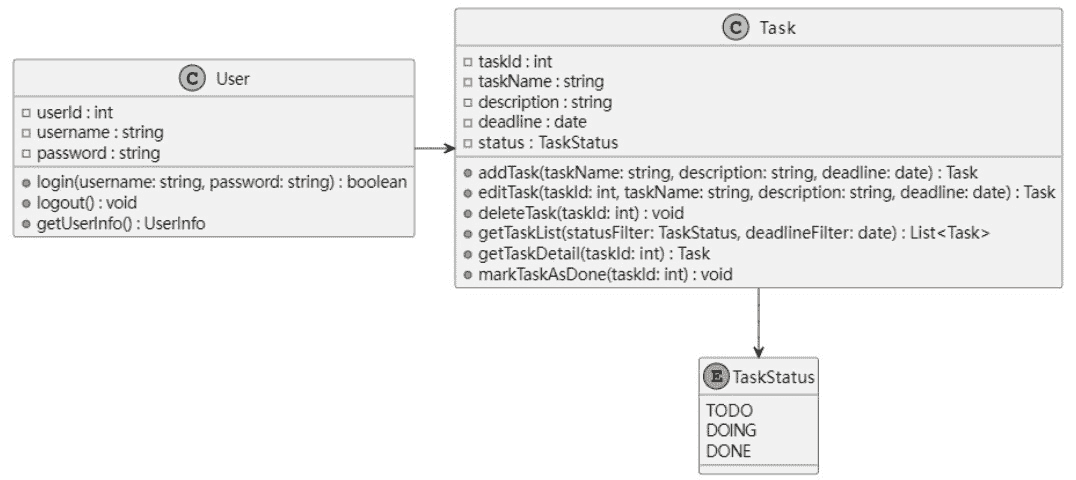 C User
userId : int
username : string
password : string
login(username: string, password: string) : boolean
logout() : void
getUserInfo() : UserInfo
C Task
taskId : int
taskName : string
description : string
deadline : date
status : TaskStatus
addTask(taskName: string, description: string, deadline: date) : Task
editTask(taskId: int, taskName: string, description: string, deadline: date) : Task
deleteTask(taskId: int) : void
getTaskList(statusFilter: TaskStatus, deadlineFilter: date) : List<Task>
getTaskDetail(taskId: int) : Task
markTaskAsDone(taskId: int) : void
E TaskStatus
TODO
DOING
DONE